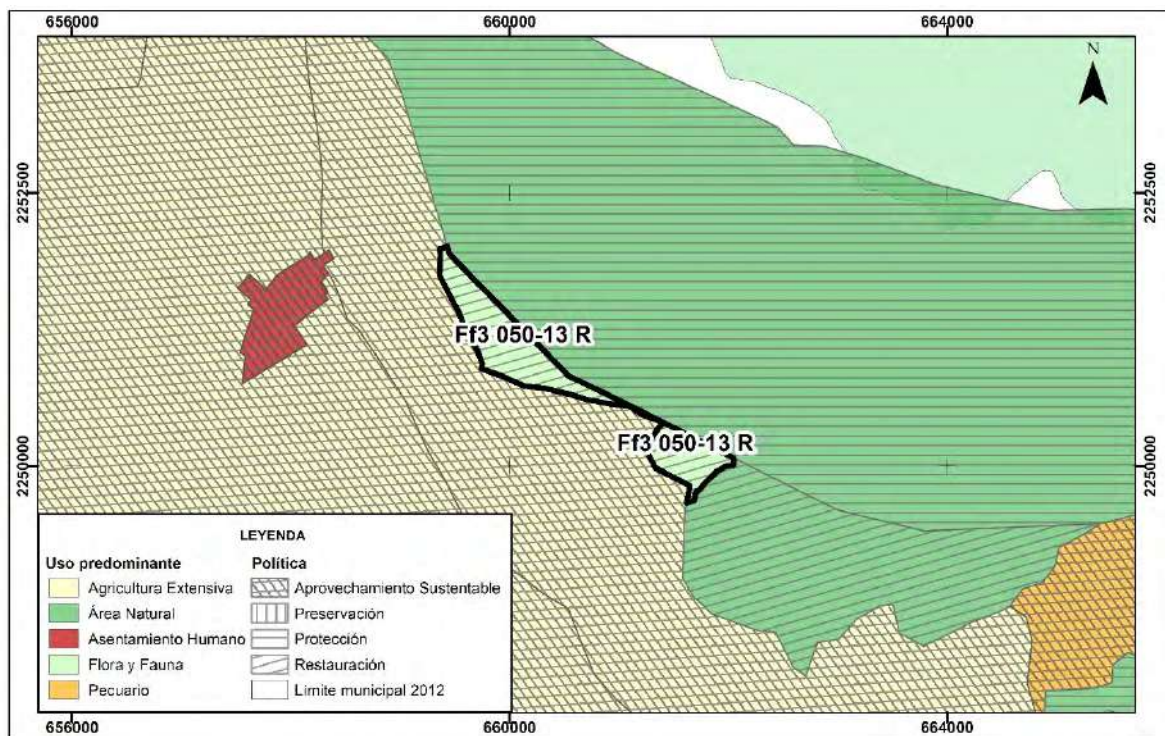 656000 660000 664000
N
2252500 2252500
Ff3 050-13 R
Ff3 050-13 R
2250000 2250000
LEYENDA
Uso predominante
Agricultura Extensiva
Área Natural
Asentamiento Humano
Flora y Fauna
Pecuario
Política
Aprovechamiento Sustentable
Preservación
Protección
Restauración
Limite municipal 2012
656000 660000 664000